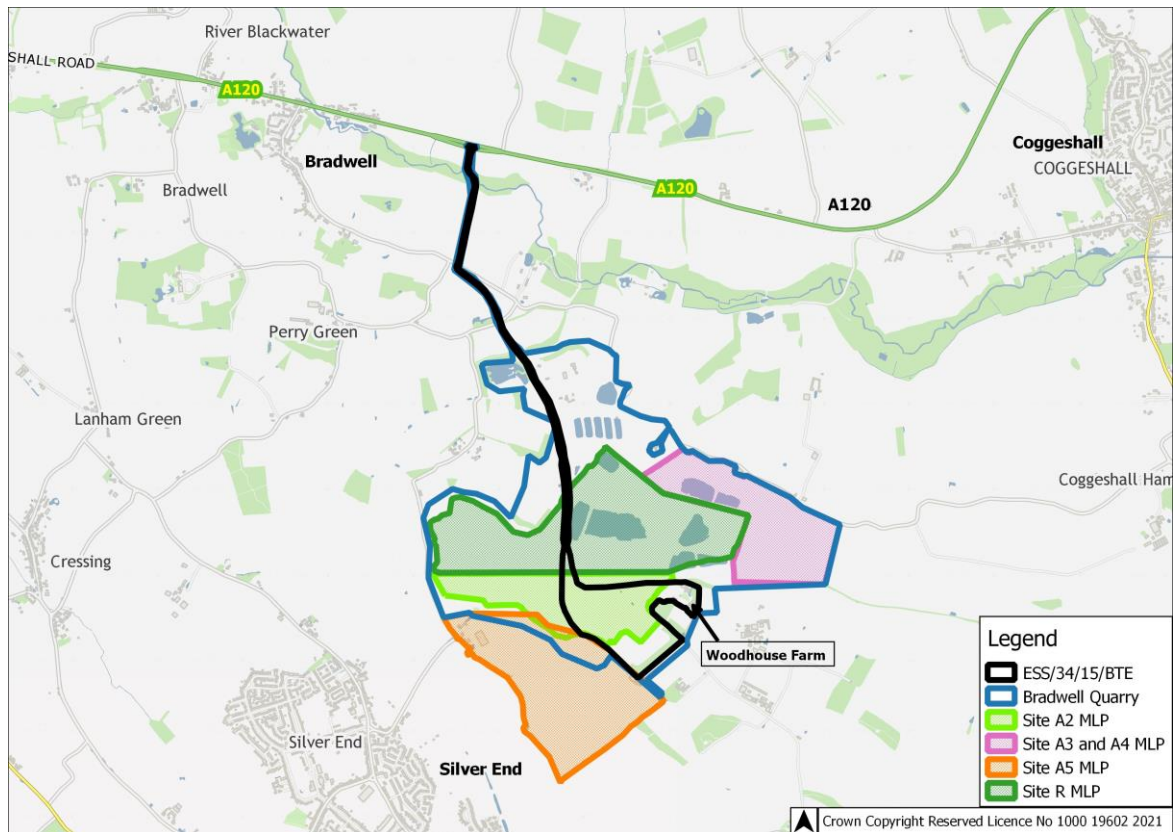 River Blackwater
SHALL ROAD
A120
Bradwell
Coggeshall
COGGESHALL
Bradwell
A120
A120
Perry Green
Lanham Green
Coggeshall Ham
Cressing
Woodhouse Farm
Silver End
Silver End
Legend
ESS/34/15/BTE
Bradwell Quarry
Site A2 MLP
Site A3 and A4 MLP
Site A5 MLP
Site R MLP
Crown Copyright Reserved Licence No 1000 19602 2021